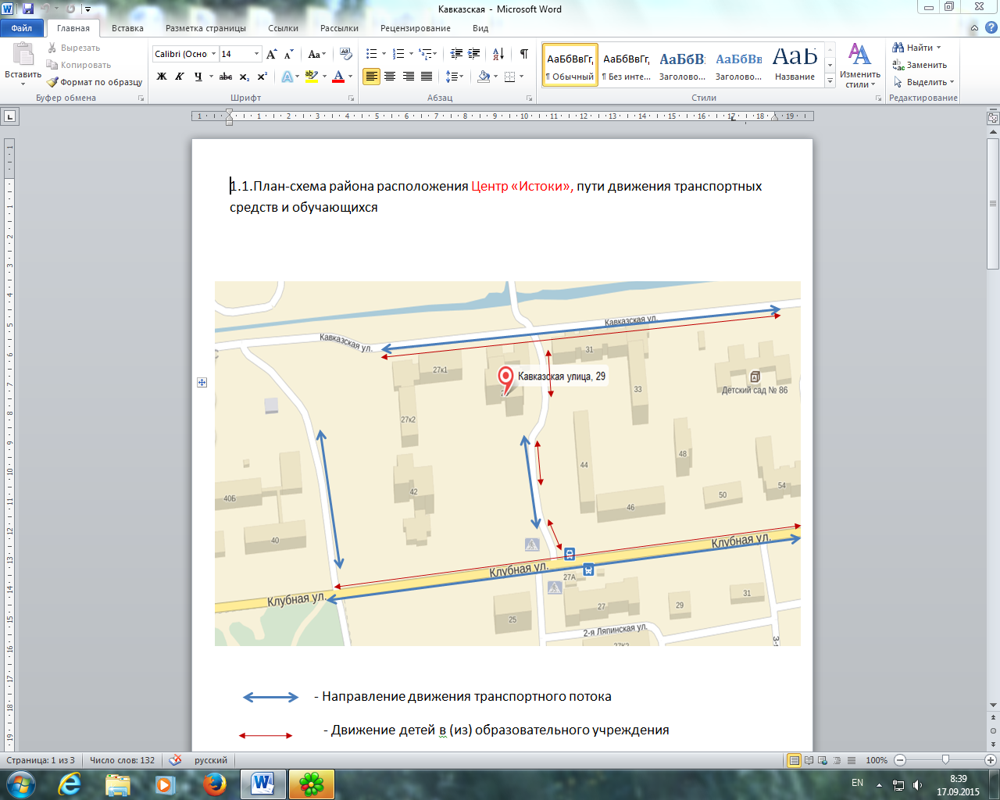 Кавказская - Microsoft Word
Файл Главная Вставка Разметка страницы Ссылки Рассылки Рецензирование Вид
Вставить
Вырезать
Копировать
Формат по образцу
Буфер обмена
Calibri (Осно 14
Шрифт
Абзац
АаБбВвГг, АаБбВвГг, АаБбВ АаБбВв АаБ
¶ Обычный ¶ Без инте... Заголово... Заголово... Название
Стили
Изменить стили
Найти
Заменить
Выделить
Редактирование
1.1.План-схема района расположения Центр «Истоки», пути движения транспортных
средств и обучающихся
Кавказская ул.
Кавказская ул.
31
27к1
Кавказская улица, 29
33
Детский сад № 86
27к2
44
48
42
40Б
50
54
46
40
Клубная ул.
Клубная ул.
Клубная ул.
27А
27
29
31
25
2-я Ляпинская ул.
- Направление движения транспортного потока
- Движение детей в (из) образовательного учреждения
Страница: 1 из 3 Число слов: 132 русский 100%
EN 8:39
17.09.2015